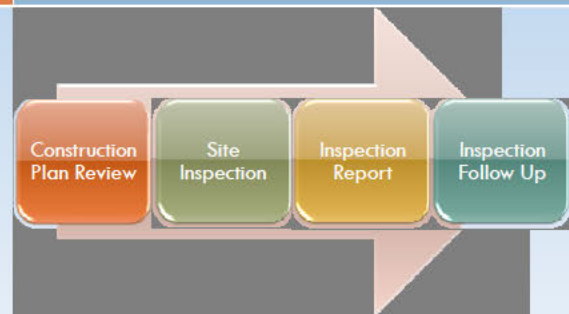 Construction
Plan Review
Site
Inspection
Inspection
Report
Inspection
Follow Up